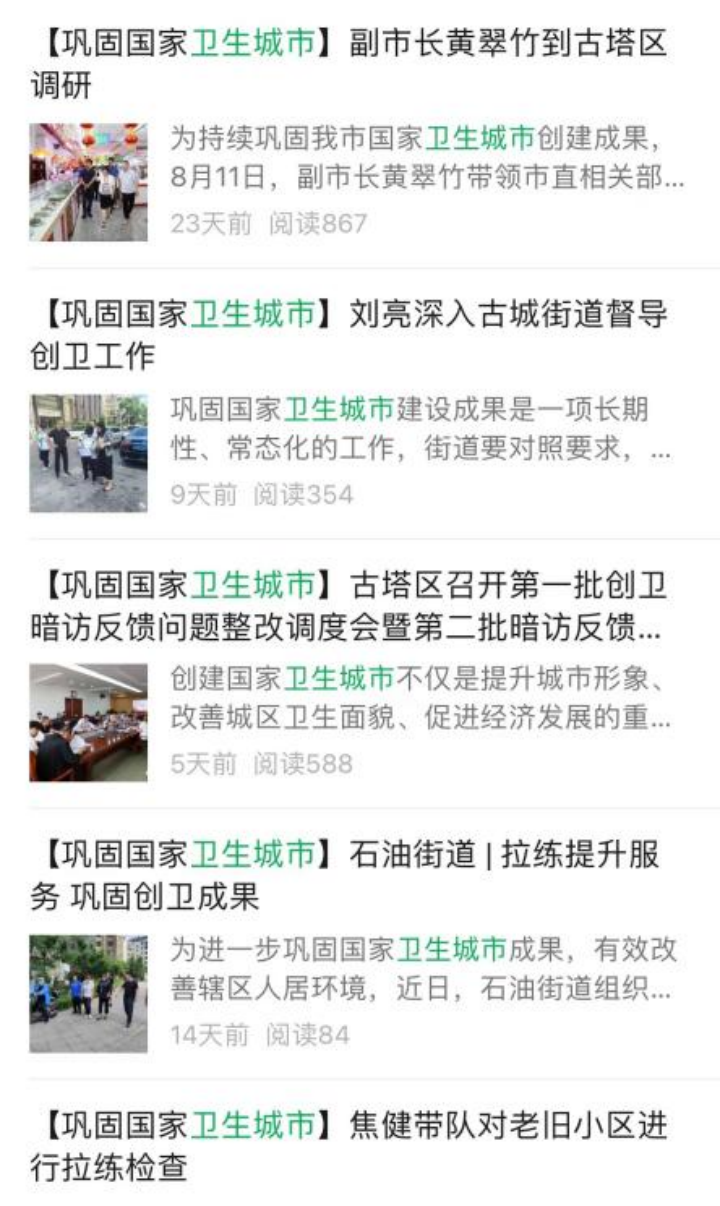 【巩固国家卫生城市】副市长黄翠竹到古塔区
调研
为持续巩固我市国家卫生城市创建成果，
8月11日，副市长黄翠竹带领市直相关部...
23天前 阅读867
【巩固国家卫生城市】刘亮深入古城街道督导
创卫工作
巩固国家卫生城市建设成果是一项长期
性、常态化的工作，街道要对照要求，...
9天前 阅读354
【巩固国家卫生城市】古塔区召开第一批创卫
暗访反馈问题整改调度会暨第二批暗访反馈...
创建国家卫生城市不仅是提升城市形象、
改善城区卫生面貌、促进经济发展的重...
5天前 阅读588
【巩固国家卫生城市】石油街道 | 拉练提升服
务 巩固创卫成果
为进一步巩固国家卫生城市成果，有效改
善辖区人居环境，近日，石油街道组织...
14天前 阅读84
【巩固国家卫生城市】焦健带队对老旧小区进
行拉练检查